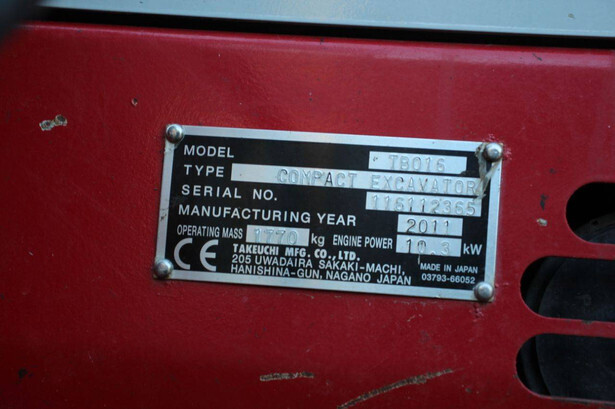 MODEL TB016
TYPE COMPACT EXCAVATOR
SERIAL NO. 116112365
MANUFACTURING YEAR 2011
OPERATING MASS 1770 kg ENGINE POWER 10.3 kW
CE TAKEUCHI MFG. CO., LTD.
205 UWADAIRA SAKAKI-MACHI, MADE IN JAPAN
HANISHINA-GUN. NAGANO JAPAN 03793-66052